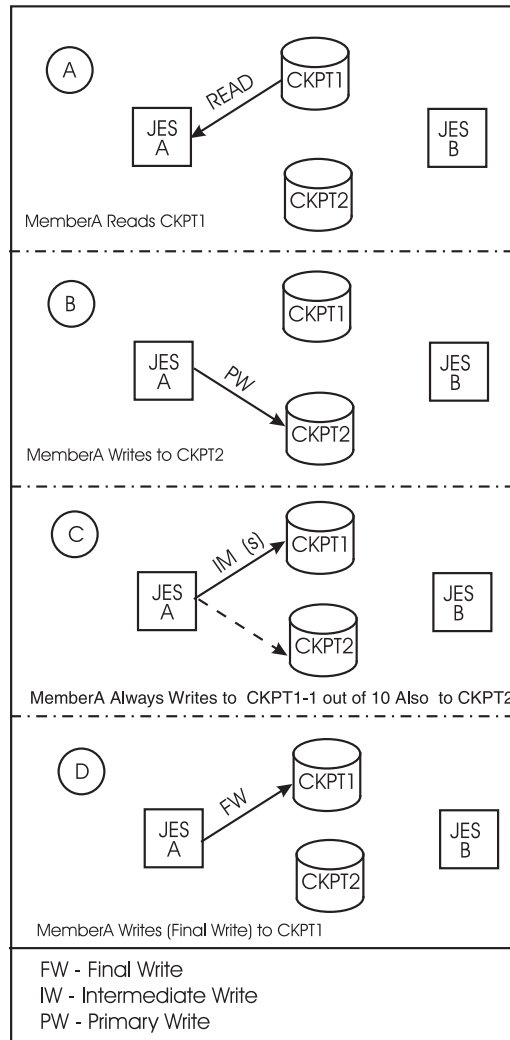 A
CKPT1
READ
JES
A
JES
B
CKPT2
MemberA Reads CKPT1
B
CKPT1
JES
A
PW
JES
B
CKPT2
MemberA Writes to CKPT2
C
CKPT1
IM (s)
JES
A
JES
B
CKPT2
MemberA Always Writes to CKPT1-1 out of 10 Also to CKPT2
D
CKPT1
FW
JES
A
JES
B
CKPT2
MemberA Writes (Final Write) to CKPT1
FW - Final Write
IW - Intermediate Write
PW - Primary Write